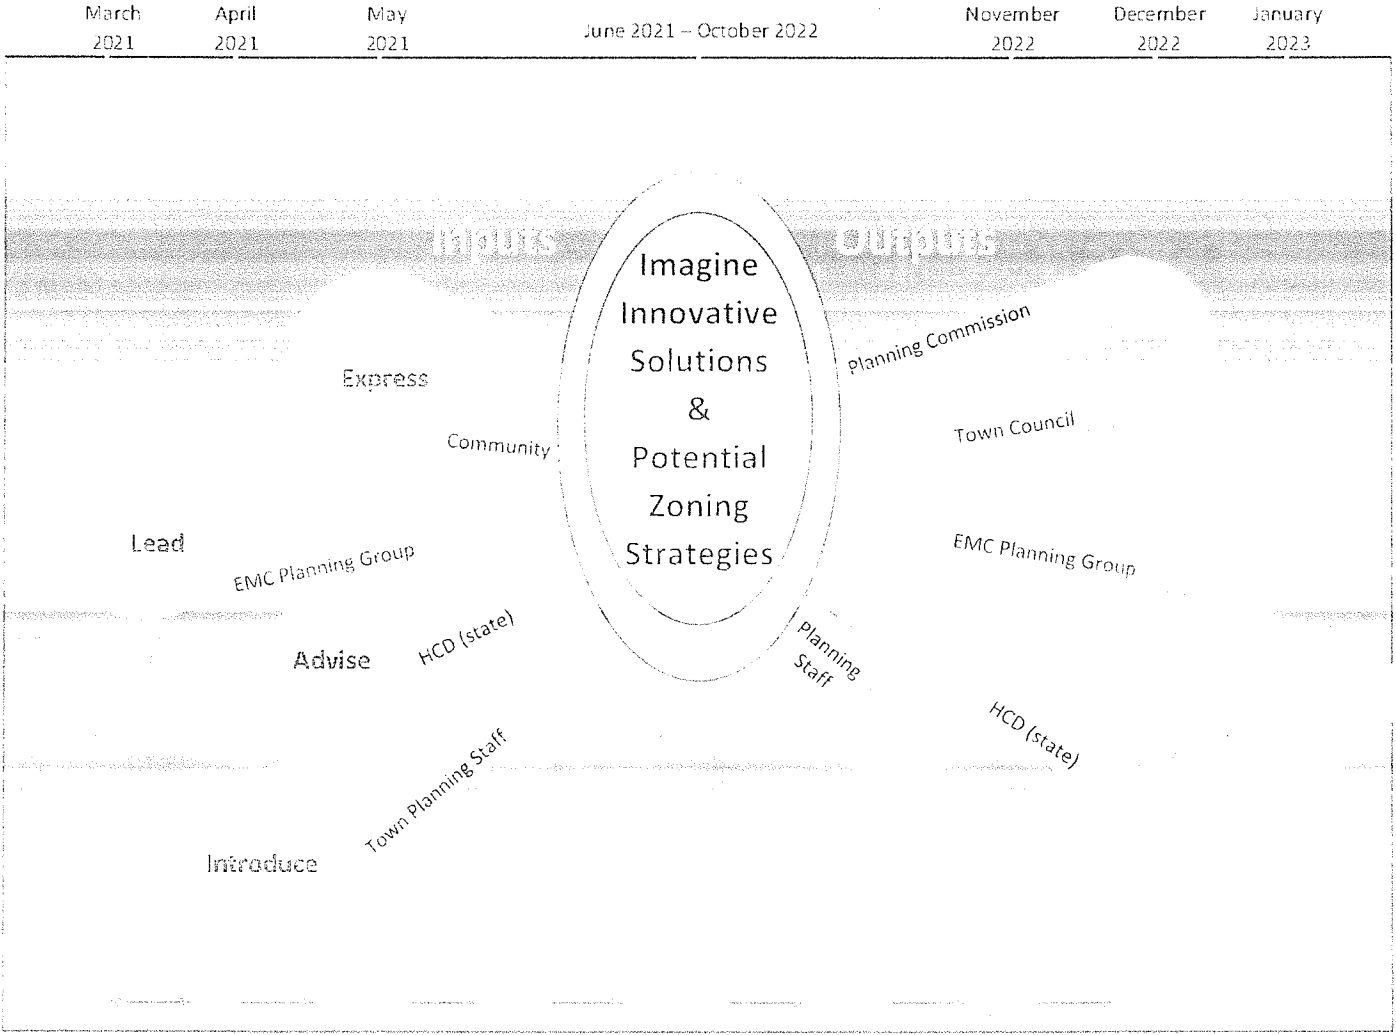 March
2021
April
2021
May
2021
June 2021 – October 2022
November
2022
December
2022
January
2023
Inputs
Outputs
Imagine
Innovative
Solutions
&
Potential
Zoning
Strategies
Express
Community
Lead
EMC Planning Group
Advise
HCD (state)
Town Planning Staff
Introduce
Planning Commission
Town Council
EMC Planning Group
Planning
Staff
HCD (state)